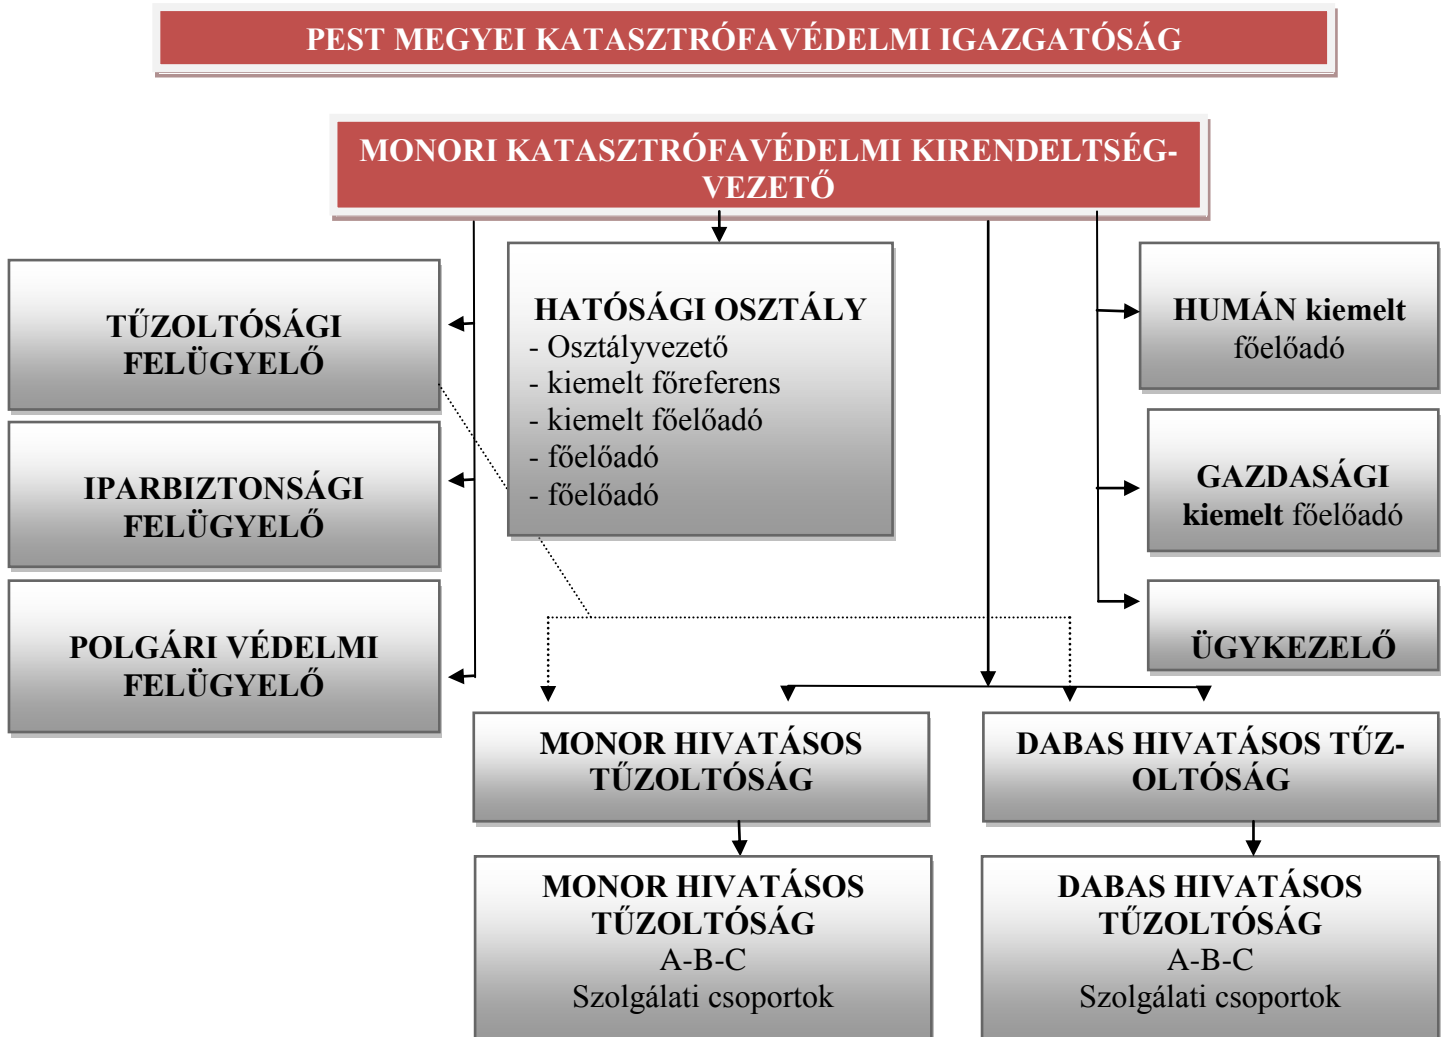 PEST MEGYEI KATASZTRÓFAVÉDELMI IGAZGATÓSÁG
MONORI KATASZTRÓFAVÉDELMI KIRENDELTSÉG-
VEZETŐ
TŰZOLTÓSÁGI
FELÜGYELŐ
IPARBIZTONSÁGI
FELÜGYELŐ
POLGÁRI VÉDELMI
FELÜGYELŐ
HATÓSÁGI OSZTÁLY
- Osztályvezető
- kiemelt főreferens
- kiemelt főelőadó
- főelőadó
- főelőadó
HUMÁN kiemelt
főelőadó
GAZDASÁGI
kiemelt főelőadó
ÜGYKEZELŐ
MONOR HIVATÁSOS
TŰZOLTÓSÁG
DABAS HIVATÁSOS TŰZ-
OLTÓSÁG
MONOR HIVATÁSOS
TŰZOLTÓSÁG
A-B-C
Szolgálati csoportok
DABAS HIVATÁSOS
TŰZOLTÓSÁG
A-B-C
Szolgálati csoportok